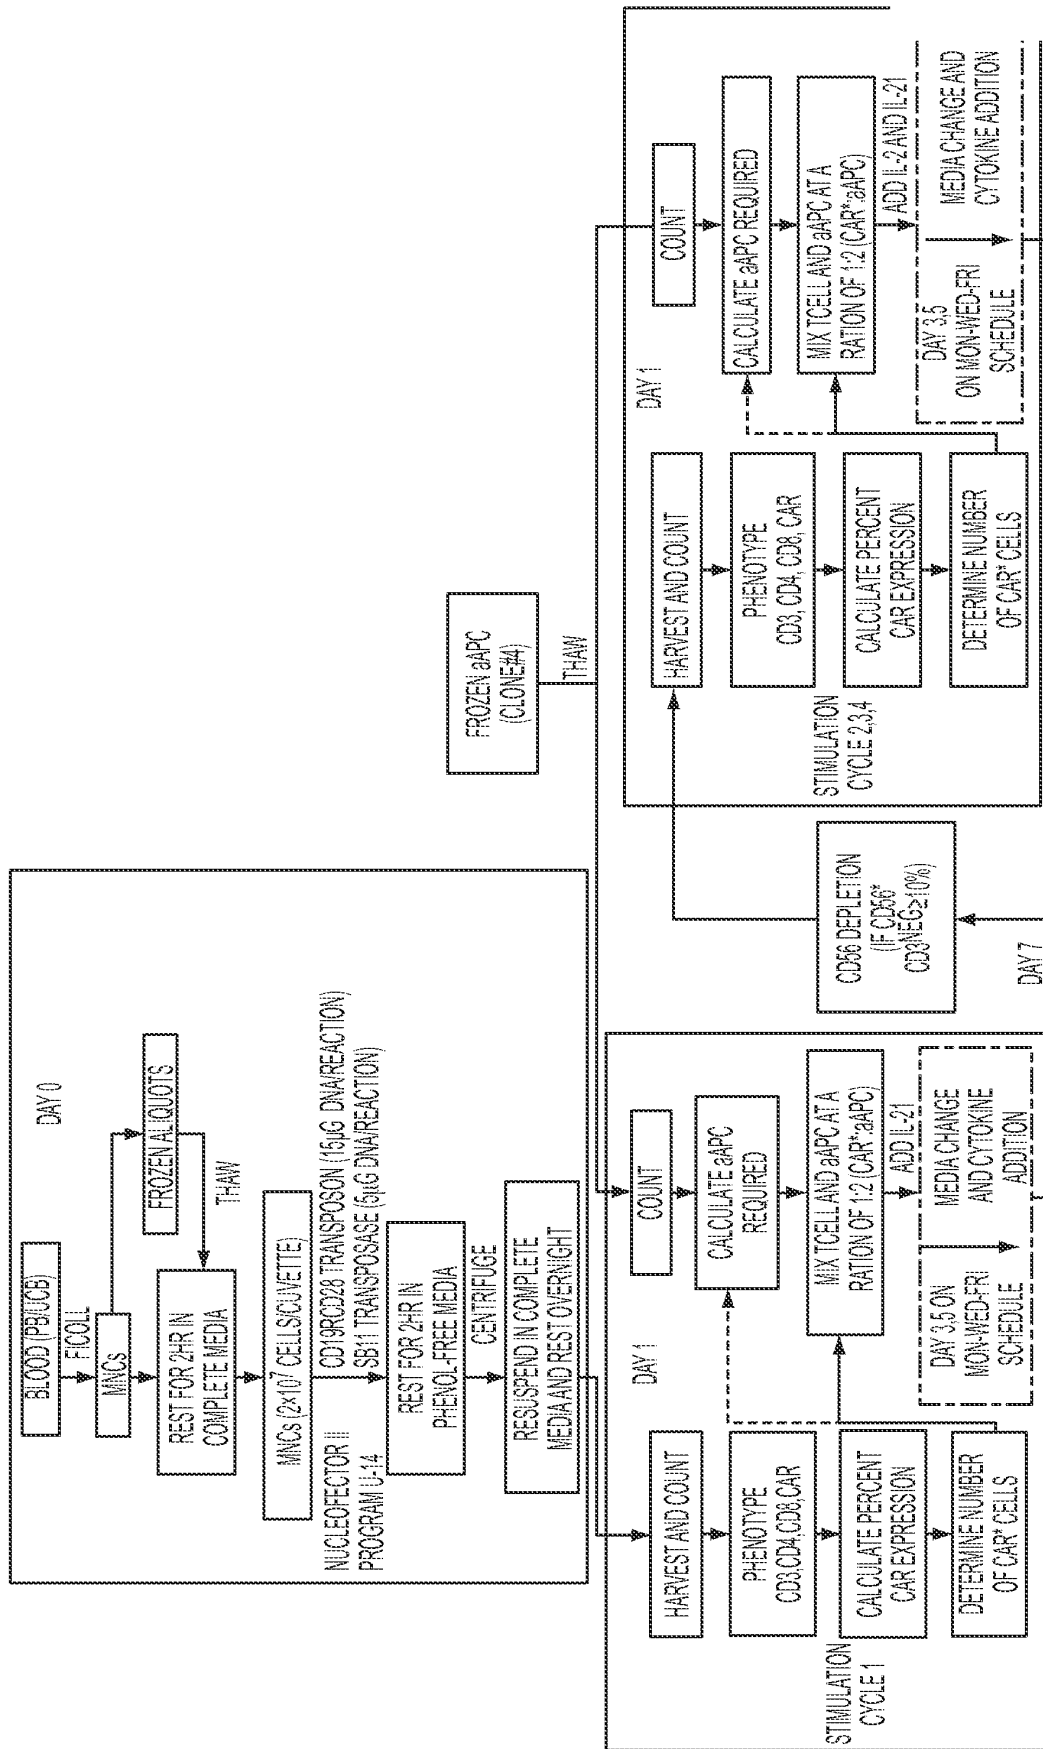 DAY 0
BLOOD (PB/UCB)
FICOLL
MNCs
FROZEN ALIQUOTS
THAW
REST FOR 2HR IN
COMPLETE MEDIA
MNCs (2×10⁷ CELLS/CUVETTE)
NUCLEOFECTOR II
PROGRAM U-14
CD19RCD28 TRANSPOSON (15µG DNA/REACTION)
SB11 TRANSPOSASE (5µG DNA/REACTION)
REST FOR 2HR IN
PHENOL-FREE MEDIA
CENTRIFUGE
RESUSPEND IN COMPLETE
MEDIA AND REST OVERNIGHT
FROZEN aAPC
(CLONE#4)
THAW
DAY 1
HARVEST AND COUNT
PHENOTYPE
CD3,CD4,CD8,CAR
STIMULATION
CYCLE 1
CALCULATE PERCENT
CAR EXPRESSION
DETERMINE NUMBER
OF CAR⁺ CELLS
COUNT
CALCULATE aAPC
REQUIRED
MIX TCELL AND aAPC AT A
RATION OF 1:2 (CAR⁺:aAPC)
ADD IL-21
DAY 3,5 ON
MON-WED-FRI
SCHEDULE
MEDIA CHANGE
AND CYTOKINE
ADDITION
DAY 7
CD56 DEPLETION
(IF CD56⁺
CD3NEG≥10%)
DAY 1
HARVEST AND COUNT
PHENOTYPE
CD3, CD4, CD8, CAR
STIMULATION
CYCLE 2,3,4
CALCULATE PERCENT
CAR EXPRESSION
DETERMINE NUMBER
OF CAR⁺ CELLS
COUNT
CALCULATE aAPC REQUIRED
MIX TCELL AND aAPC AT A
RATION OF 1:2 (CAR⁺:aAPC)
ADD IL-2 AND IL-21
DAY 3,5
ON MON-WED-FRI
SCHEDULE
MEDIA CHANGE AND
CYTOKINE ADDITION